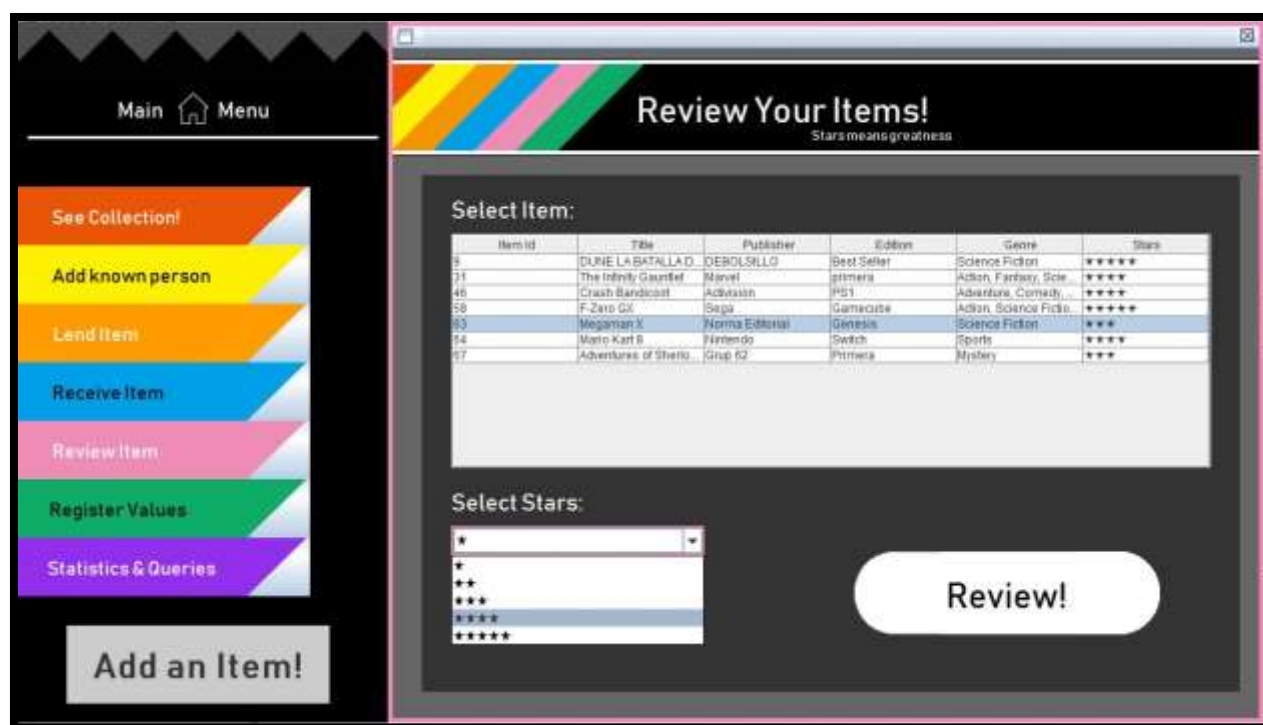 Main Menu
See Collection!
Add known person
Lend Item
Receive Item
Review Item
Register Values
Statistics & Queries
Add an Item!
Review Your Items!
Stars means greatness
Select Item:
Item Id Title Publisher Edition Genre Stars
9 DUNE LA BATALLA D... DEBOLSILLO Best Seller Science Fiction ★★★★★
31 The Infinity Gauntlet Marvel primera Action, Fantasy, Scie... ★★★★
46 Crash Bandicoot Activision PS1 Adventure, Comedy, ... ★★★★
58 F-Zero GX Sega Gamecube Action, Science Fictio... ★★★★★
63 Megaman X Norma Editorial Genesis Science Fiction ★★★
64 Mario Kart 8 Nintendo Switch Sports ★★★★
67 Adventures of Sherlo... Grup 62 Primera Mystery ★★★
Select Stars:
★
★
★★
★★★
★★★★
★★★★★
Review!